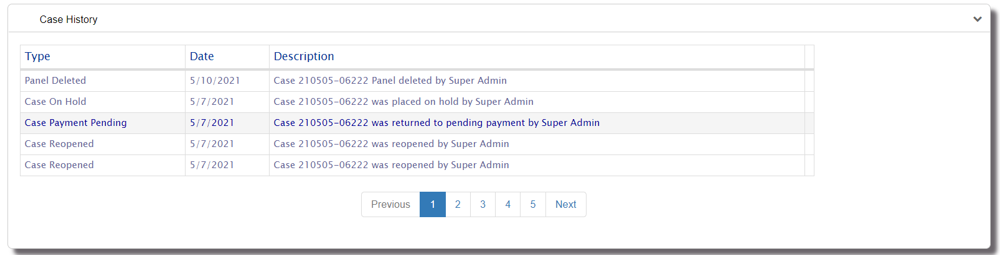 Case History
Type Date Description
Panel Deleted 5/10/2021 Case 210505-06222 Panel deleted by Super Admin
Case On Hold 5/7/2021 Case 210505-06222 was placed on hold by Super Admin
Case Payment Pending 5/7/2021 Case 210505-06222 was returned to pending payment by Super Admin
Case Reopened 5/7/2021 Case 210505-06222 was reopened by Super Admin
Case Reopened 5/7/2021 Case 210505-06222 was reopened by Super Admin
Previous 1 2 3 4 5 Next